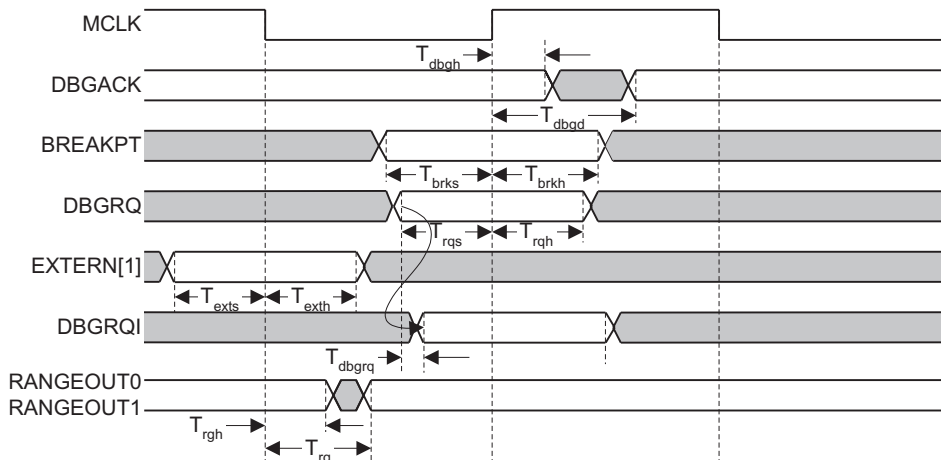 MCLK
T_dbgh
DBGACK
T_dbgd
BREAKPT
T_brks
T_brkh
DBGRQ
T_rqs
T_rqh
EXTERN[1]
T_exts
T_exth
DBGRQI
T_dbgrq
RANGEOUT0
RANGEOUT1
T_rgh
T_rg